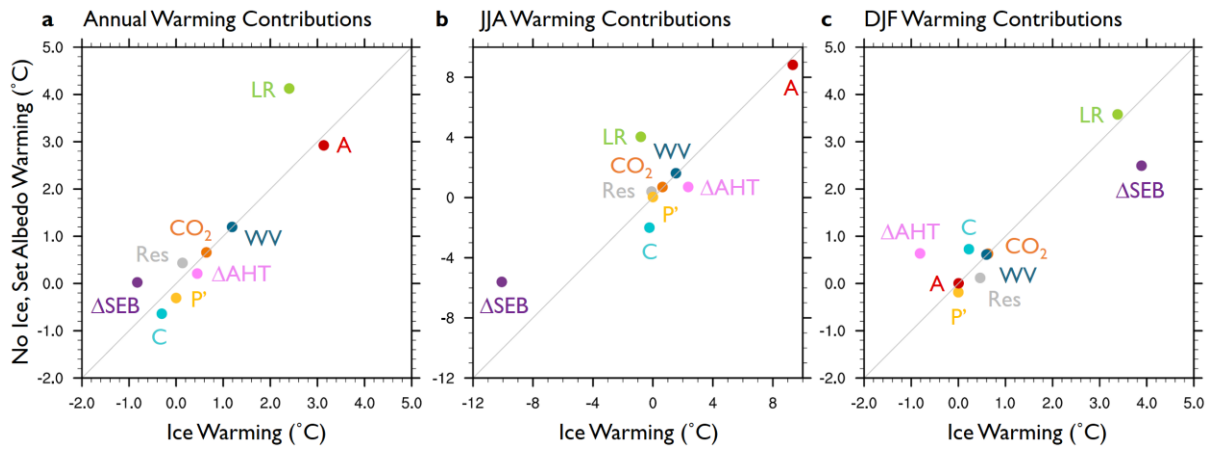 a Annual Warming Contributions
b JJA Warming Contributions
c DJF Warming Contributions
No Ice, Set Albedo Warming (˚C)
5.0
4.0
3.0
2.0
1.0
0.0
-1.0
-2.0
LR
A
CO2
WV
Res
ΔAHT
ΔSEB
P'
C
-2.0 -1.0 0.0 1.0 2.0 3.0 4.0 5.0
Ice Warming (˚C)
8
4
0
-4
-8
-12
A
LR
WV
CO2
Res
ΔAHT
P'
C
ΔSEB
-12 -8 -4 0 4 8
Ice Warming (˚C)
5.0
4.0
3.0
2.0
1.0
0.0
-1.0
-2.0
LR
ΔSEB
C
ΔAHT
CO2
A
WV
Res
P'
-2.0 -1.0 0.0 1.0 2.0 3.0 4.0 5.0
Ice Warming (˚C)